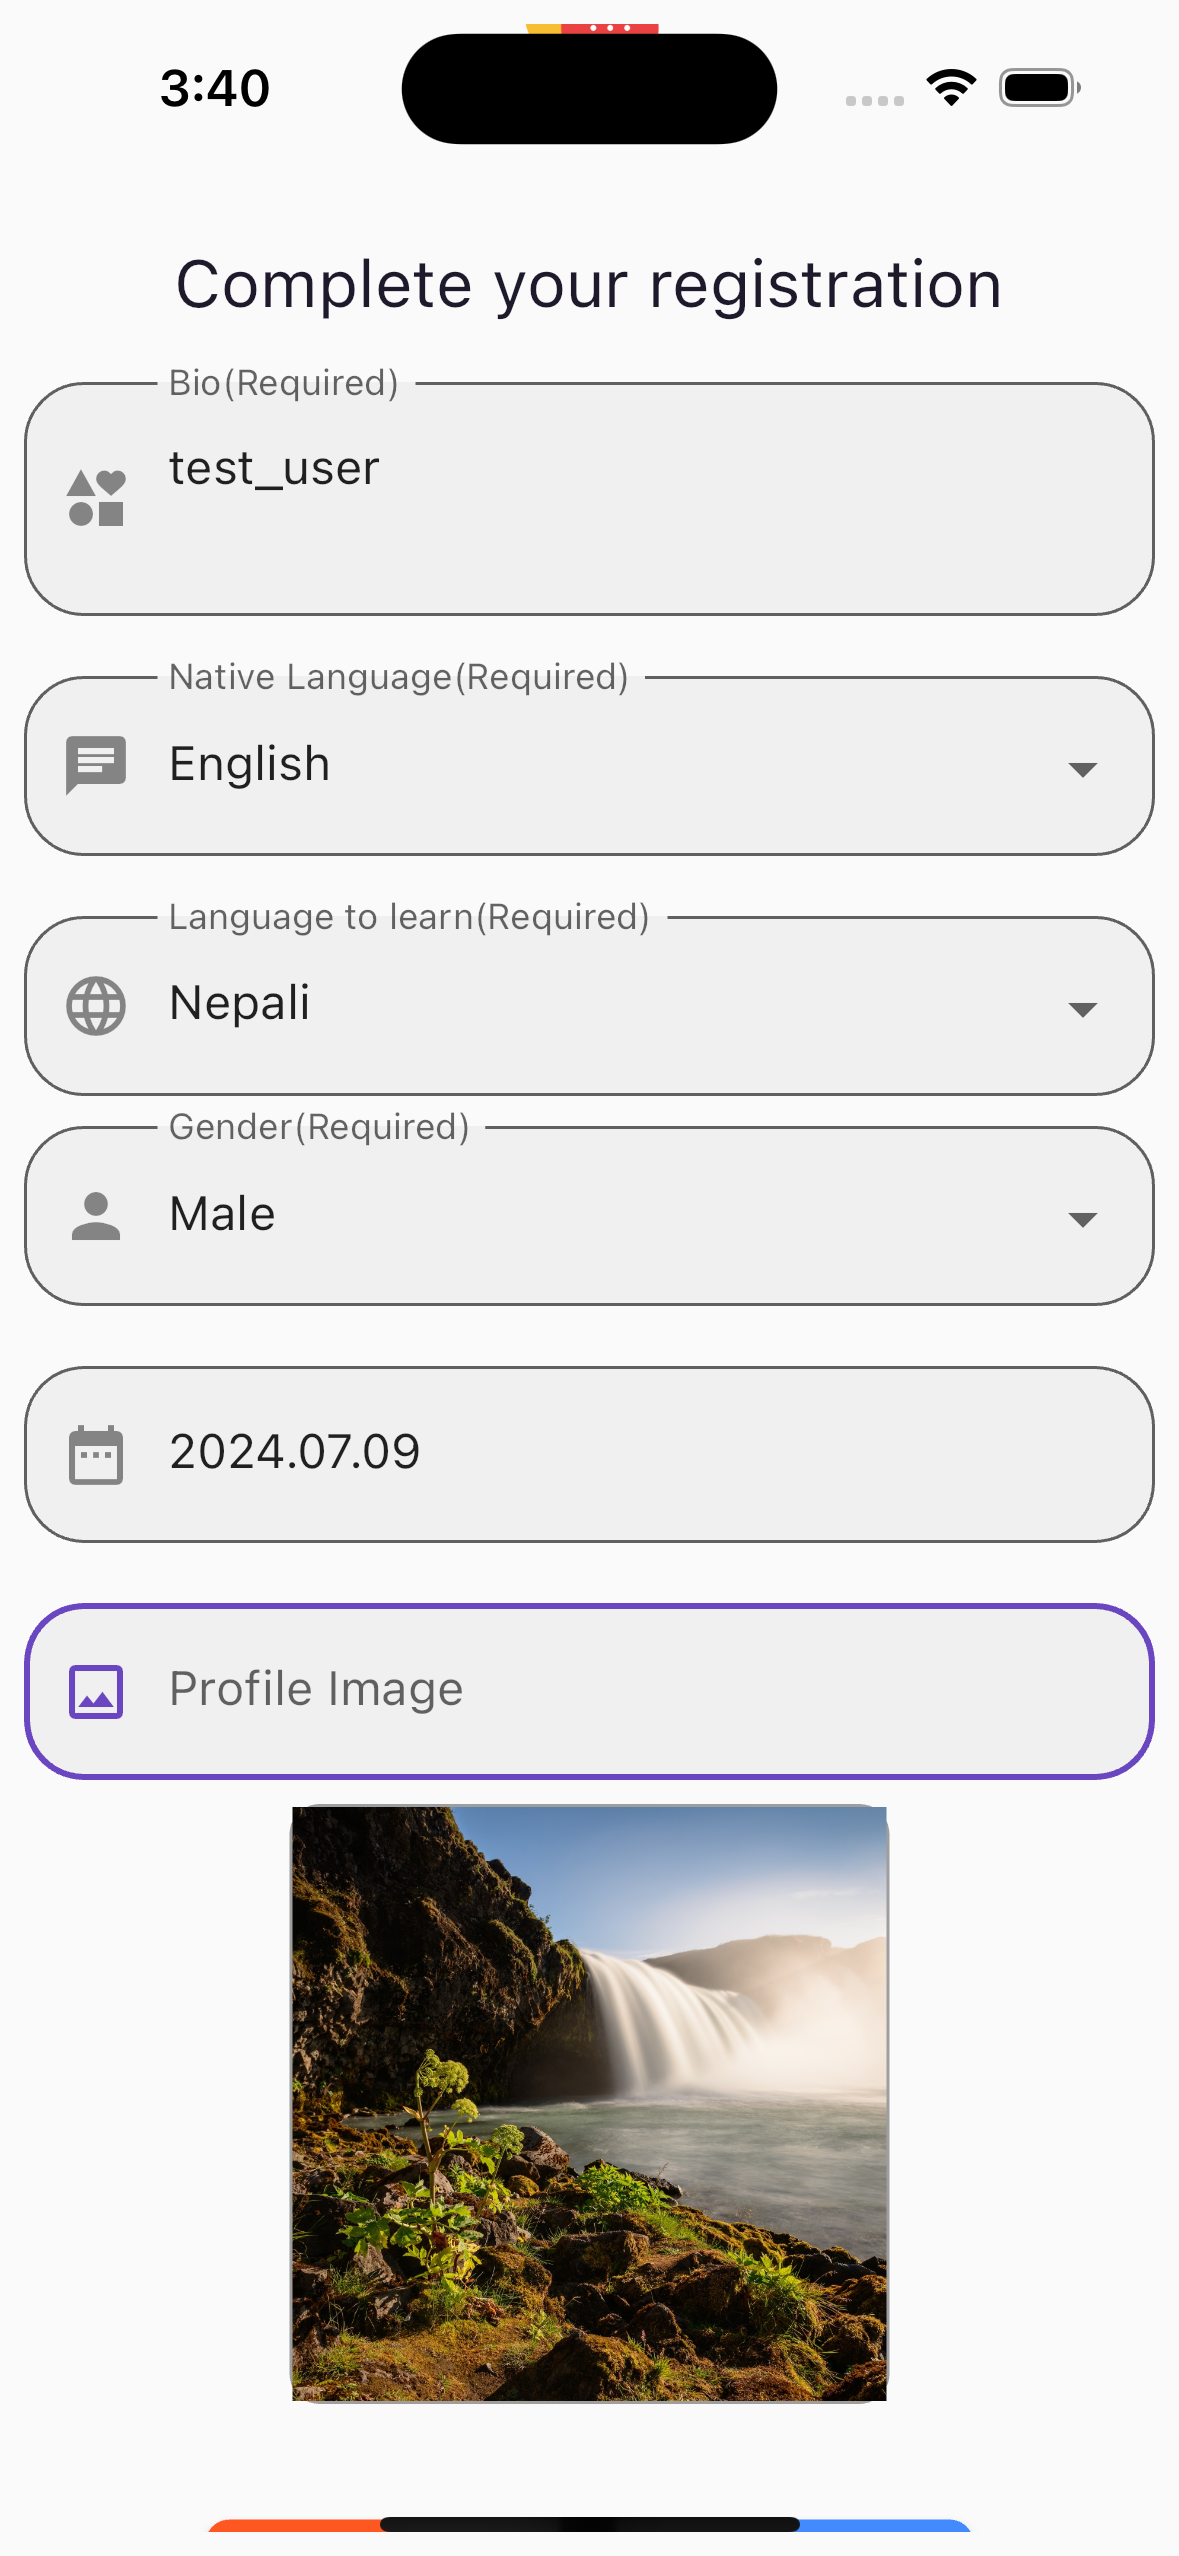 3:40
Complete your registration
Bio(Required)
test_user
Native Language(Required)
English
Language to learn(Required)
Nepali
Gender(Required)
Male
2024.07.09
Profile Image